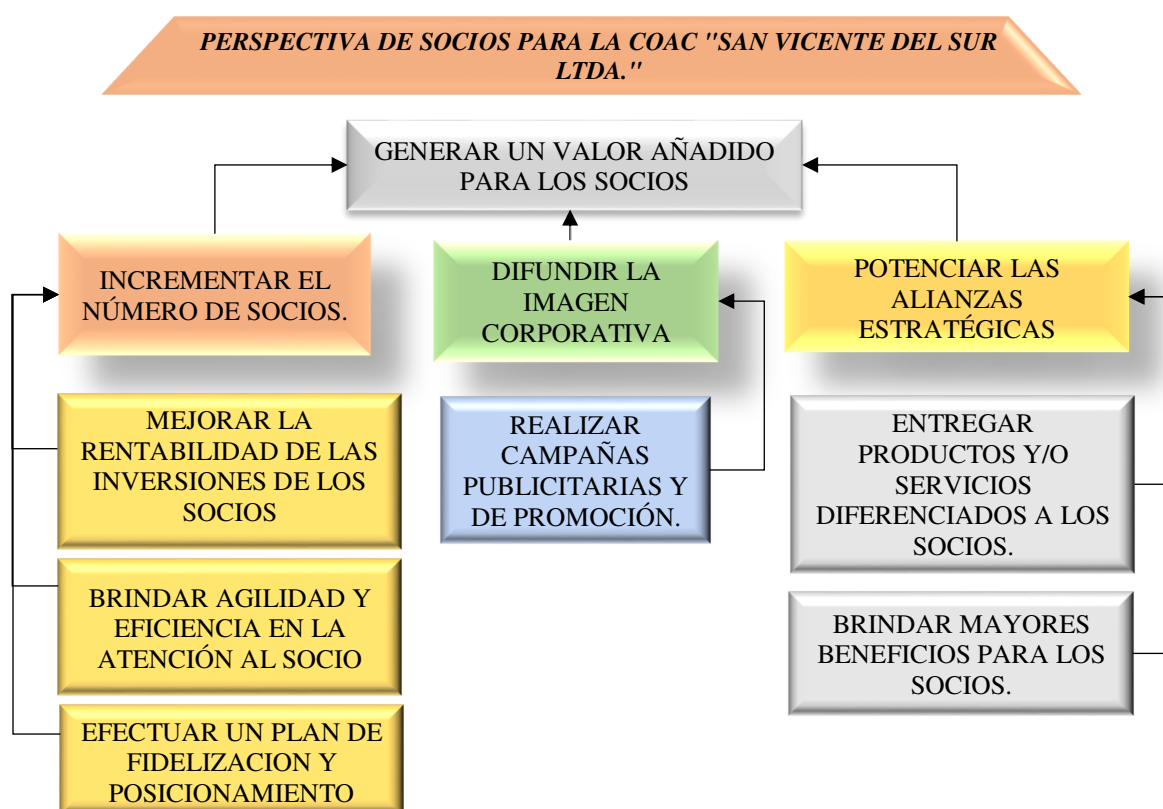 PERSPECTIVA DE SOCIOS PARA LA COAC "SAN VICENTE DEL SUR
LTDA."
GENERAR UN VALOR AÑADIDO
PARA LOS SOCIOS
INCREMENTAR EL
NÚMERO DE SOCIOS.
DIFUNDIR LA
IMAGEN
CORPORATIVA
POTENCIAR LAS
ALIANZAS
ESTRATÉGICAS
MEJORAR LA
RENTABILIDAD DE LAS
INVERSIONES DE LOS
SOCIOS
REALIZAR
CAMPAÑAS
PUBLICITARIAS Y
DE PROMOCIÓN.
ENTREGAR
PRODUCTOS Y/O
SERVICIOS
DIFERENCIADOS A LOS
SOCIOS.
BRINDAR AGILIDAD Y
EFICIENCIA EN LA
ATENCIÓN AL SOCIO
BRINDAR MAYORES
BENEFICIOS PARA LOS
SOCIOS.
EFECTUAR UN PLAN DE
FIDELIZACION Y
POSICIONAMIENTO